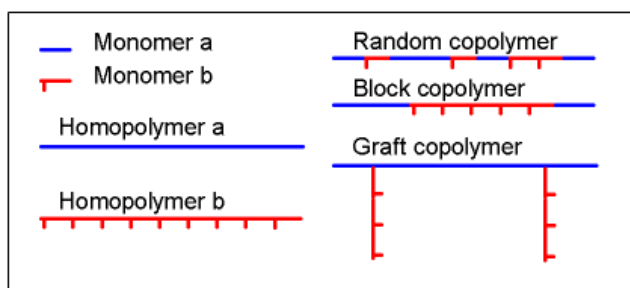 Monomer a
Monomer b
Homopolymer a
Homopolymer b
Random copolymer
Block copolymer
Graft copolymer